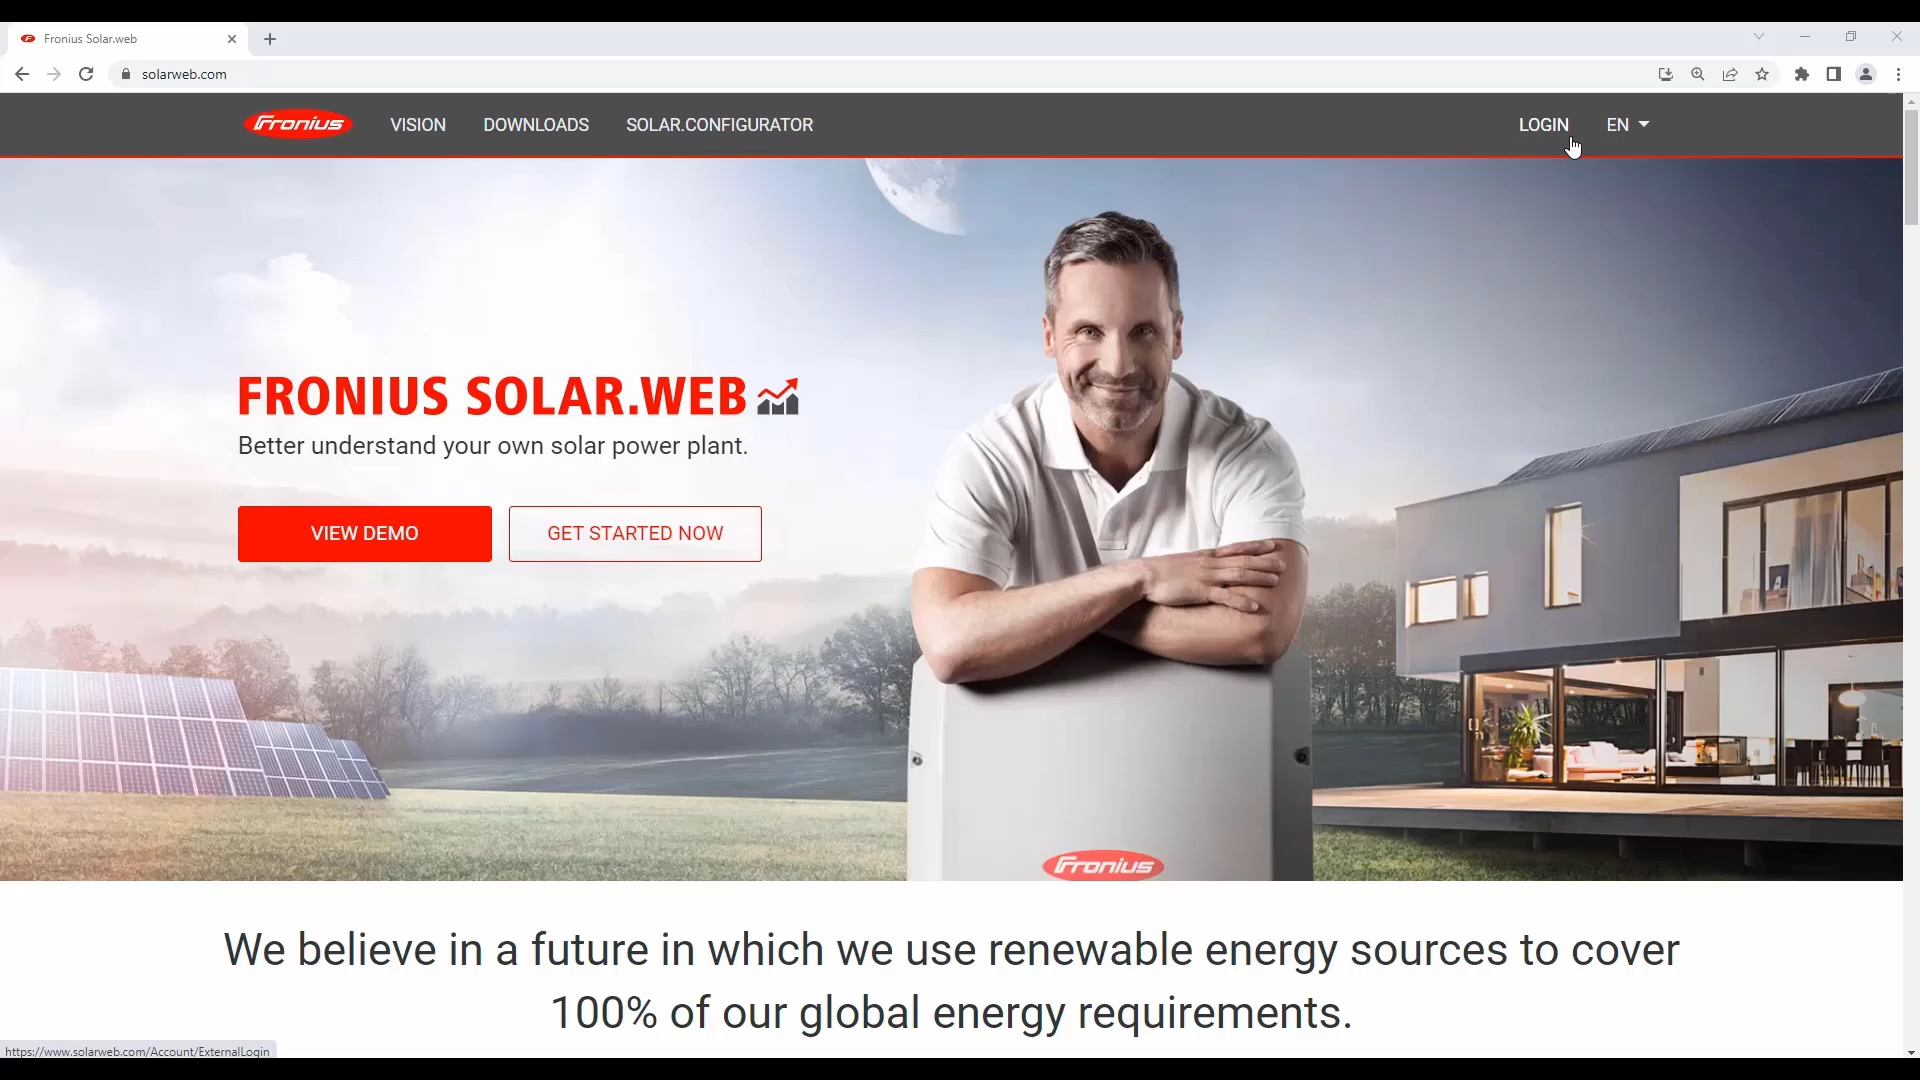 Fronius Solar.web
solarweb.com
Fronius VISION DOWNLOADS SOLAR.CONFIGURATOR LOGIN EN
FRONIUS SOLAR.WEB
Better understand your own solar power plant.
VIEW DEMO GET STARTED NOW
Fronius
We believe in a future in which we use renewable energy sources to cover
100% of our global energy requirements.
https://www.solarweb.com/Account/ExternalLogin